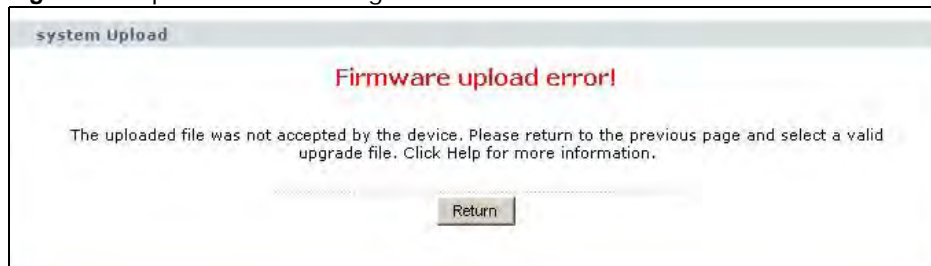 system Upload
Firmware upload error!
The uploaded file was not accepted by the device. Please return to the previous page and select a valid
upgrade file. Click Help for more information.
Return